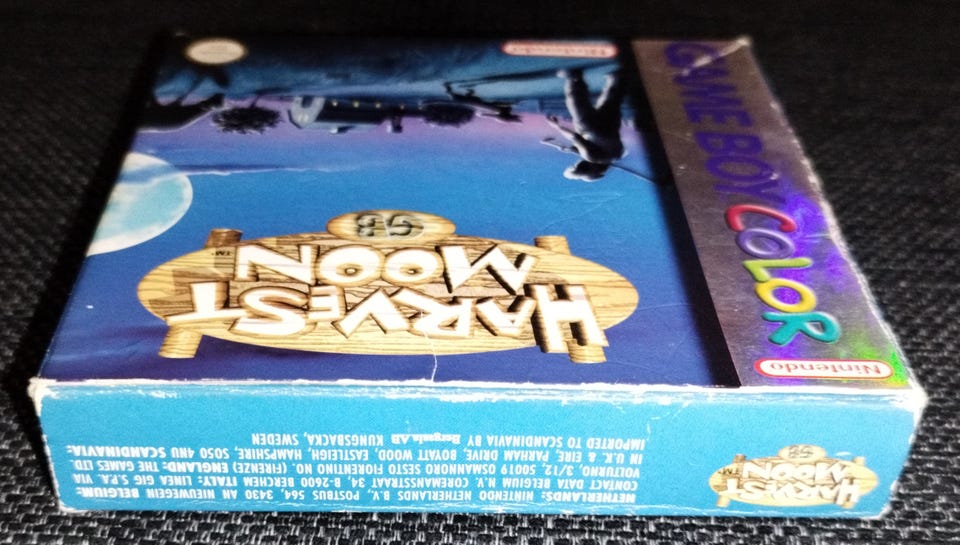 GAME BOY COLOR
Nintendo
Nintendo
HARVEST
MOON™
GB
HARVEST
MOON™
GB
NETHERLANDS: NINTENDO NETHERLANDS B.V. POSTBUS 564, 3430 AN NIEUWEGEIN BELGIUM:
CONTACT DATA BELGIUM N.V. COREMANSSTRAAT 34, B-2600 BERCHEM ITALY: LINEA GIG S.P.A. VIA
VOLTURNO, 3/12, 50019 OSMANNORO SESTO FIORENTINO NO. (FIRENZE) ENGLAND: THE GAMES LTD
IN U.K. & EIRE, PARHAM DRIVE, BOYATT WOOD, EASTLEIGH, HAMPSHIRE, SO50 4NU SCANDINAVIA:
IMPORTED TO SCANDINAVIA BY Bergsala AB KUNGSBACKA, SWEDEN